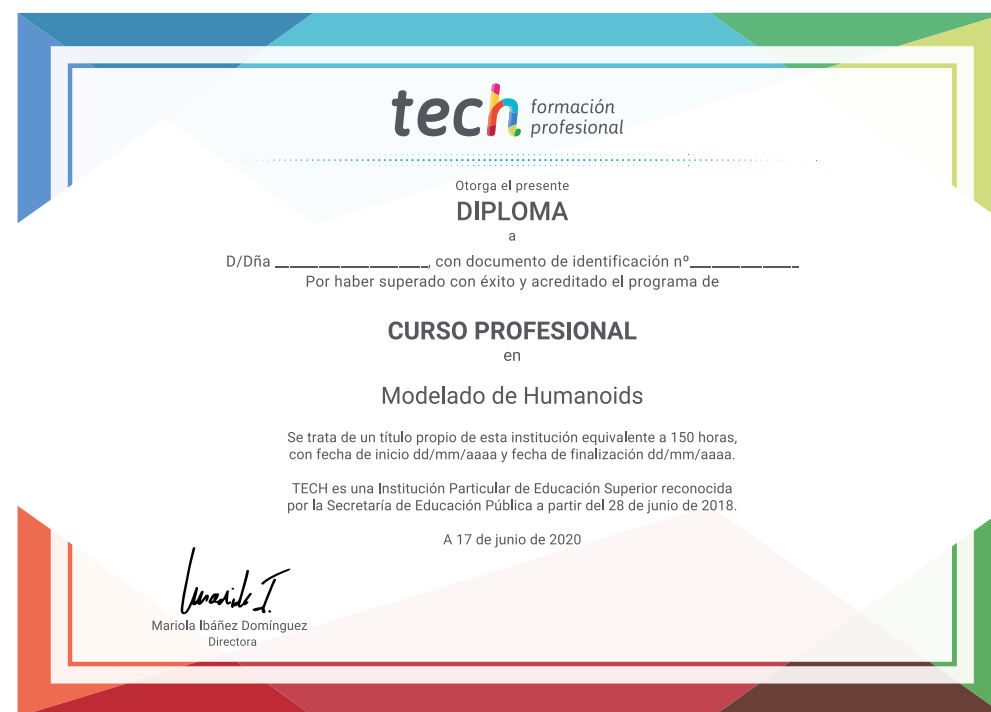 tech formación
profesional
Otorga el presente
DIPLOMA
a
D/Dña ____________________, con documento de identificación nº______________
Por haber superado con éxito y acreditado el programa de
CURSO PROFESIONAL
en
Modelado de Humanoids
Se trata de un título propio de esta institución equivalente a 150 horas,
con fecha de inicio dd/mm/aaaa y fecha de finalización dd/mm/aaaa.
TECH es una Institución Particular de Educación Superior reconocida
por la Secretaría de Educación Pública a partir del 28 de junio de 2018.
A 17 de junio de 2020
Mariola Ibáñez Domínguez
Directora